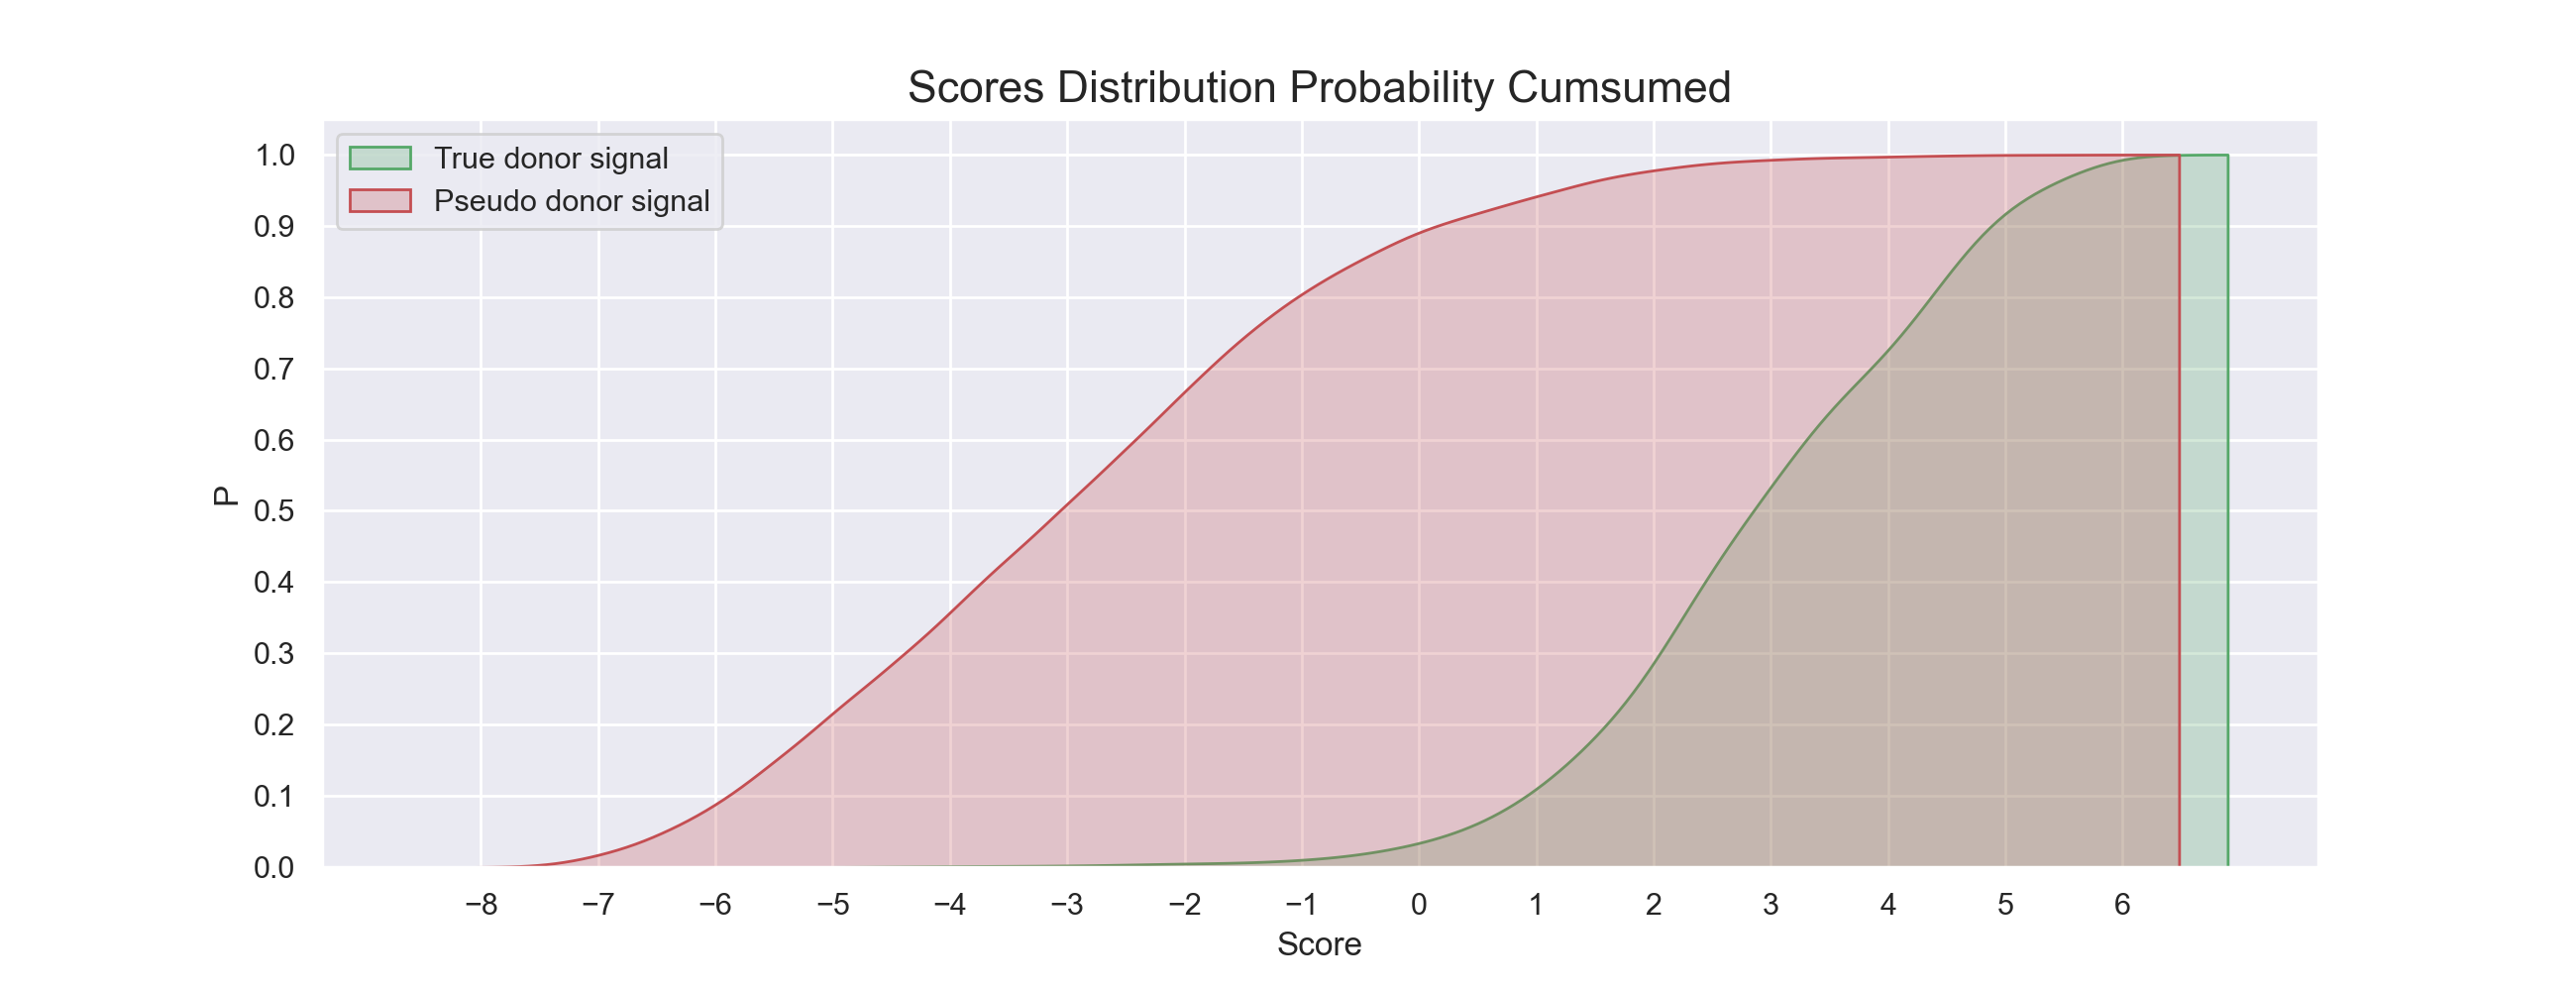 Scores Distribution Probability Cumsumed
True donor signal
Pseudo donor signal
1.0
0.9
0.8
0.7
0.6
0.5
0.4
0.3
0.2
0.1
0.0
P
−8 −7 −6 −5 −4 −3 −2 −1 0 1 2 3 4 5 6
Score